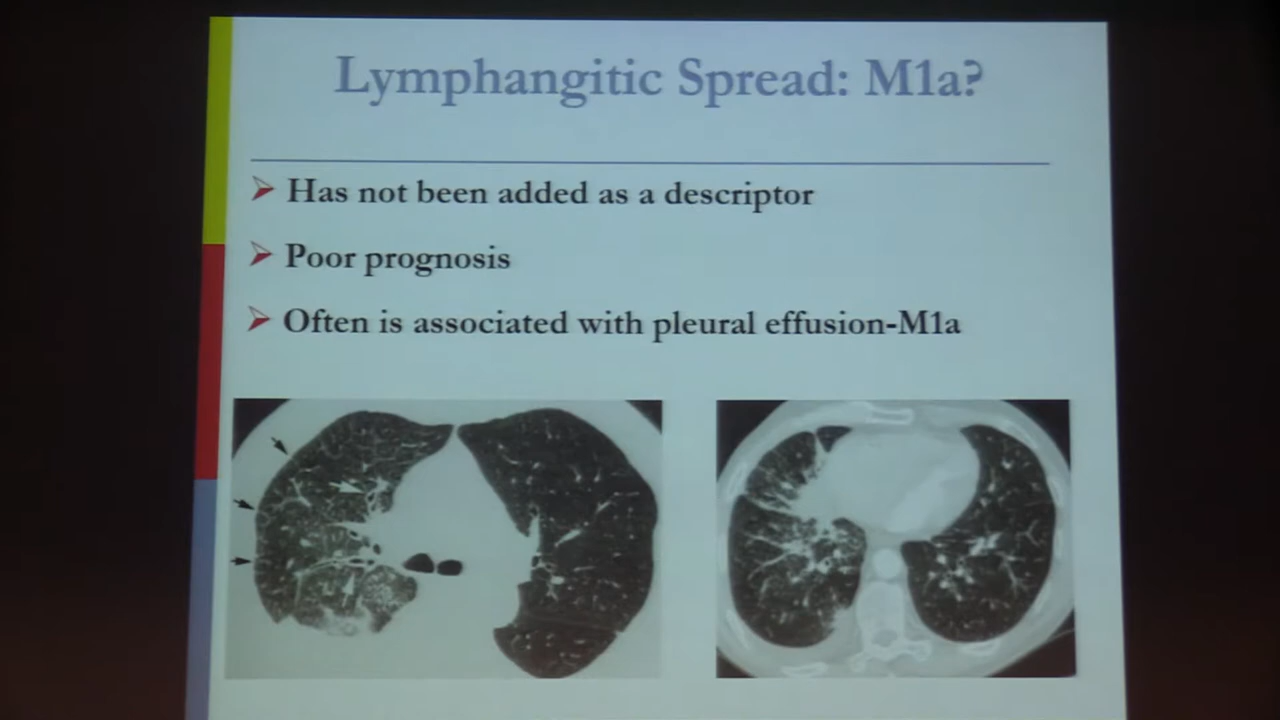 Lymphangitic Spread: M1a?
Has not been added as a descriptor
Poor prognosis
Often is associated with pleural effusion-M1a